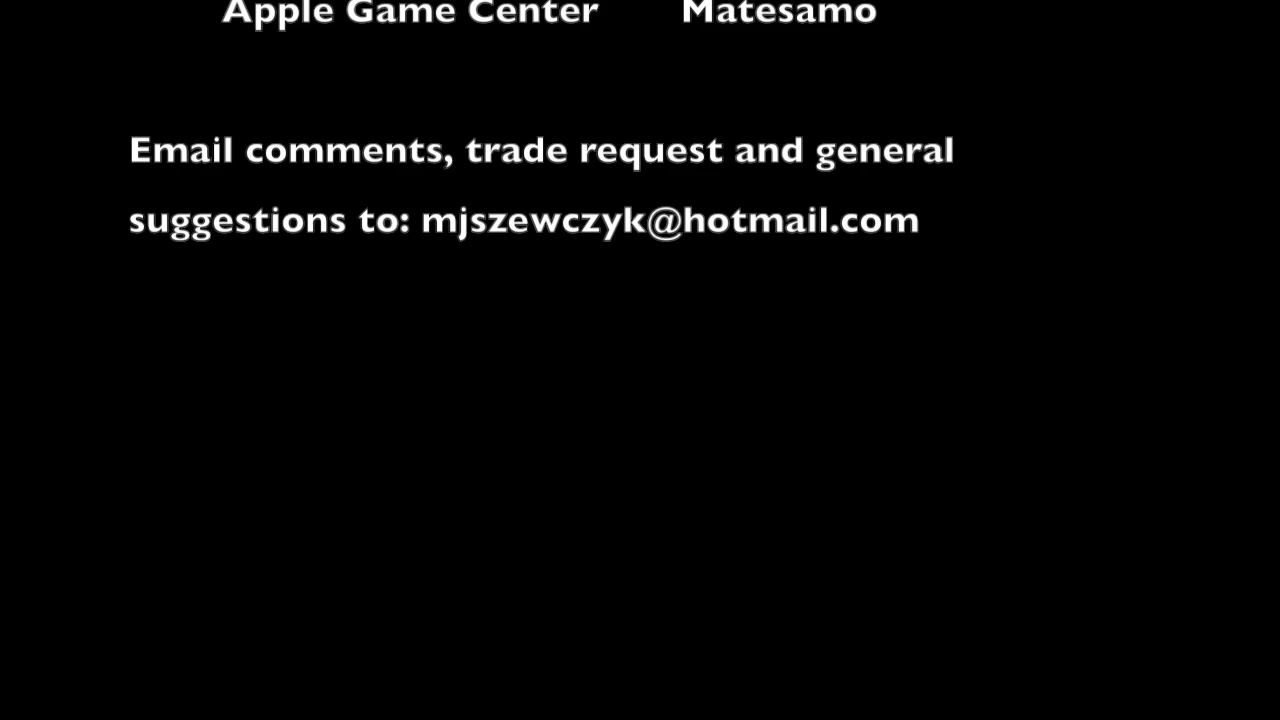 Apple Game Center Matesamo
Email comments, trade request and general
suggestions to: mjszewczyk@hotmail.com